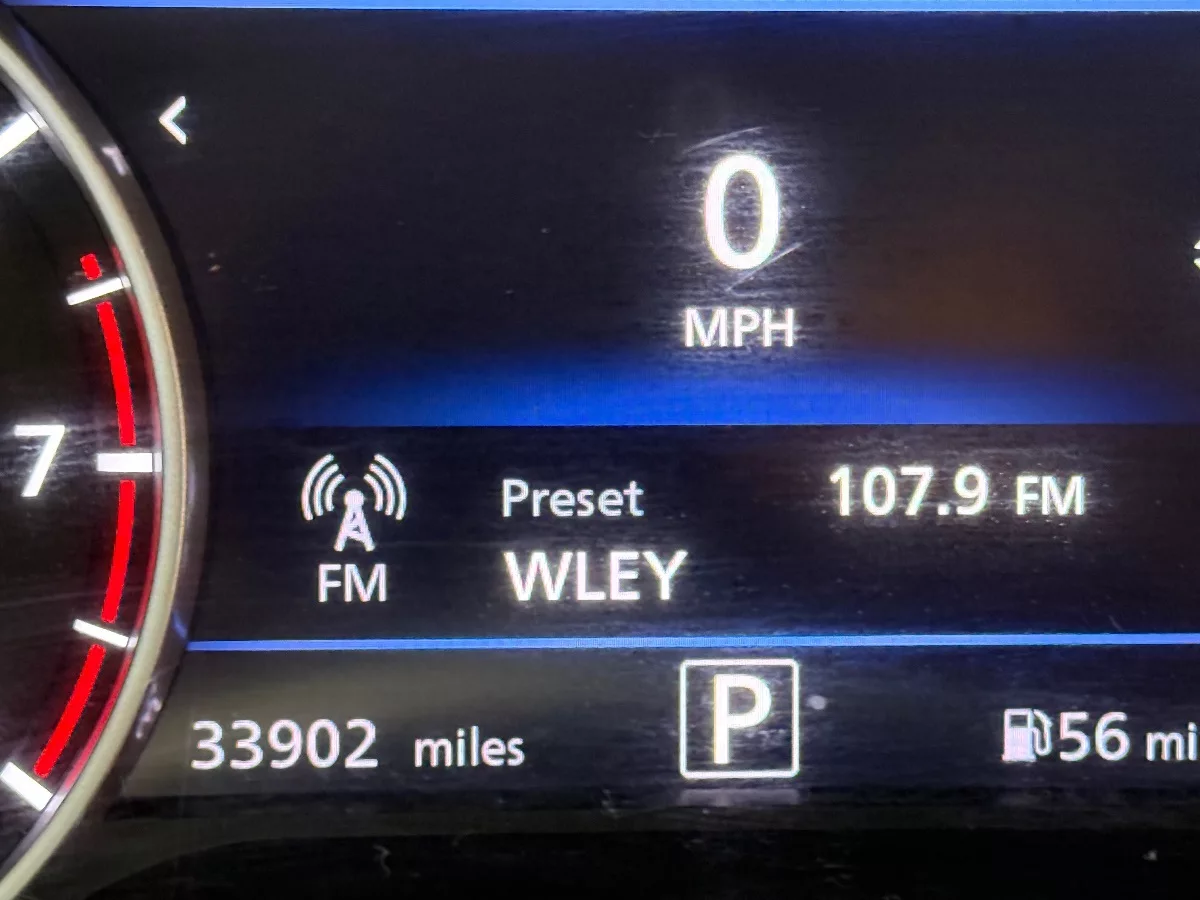 0
MPH
7
Preset 107.9 FM
FM WLEY
33902 miles P 56 mi